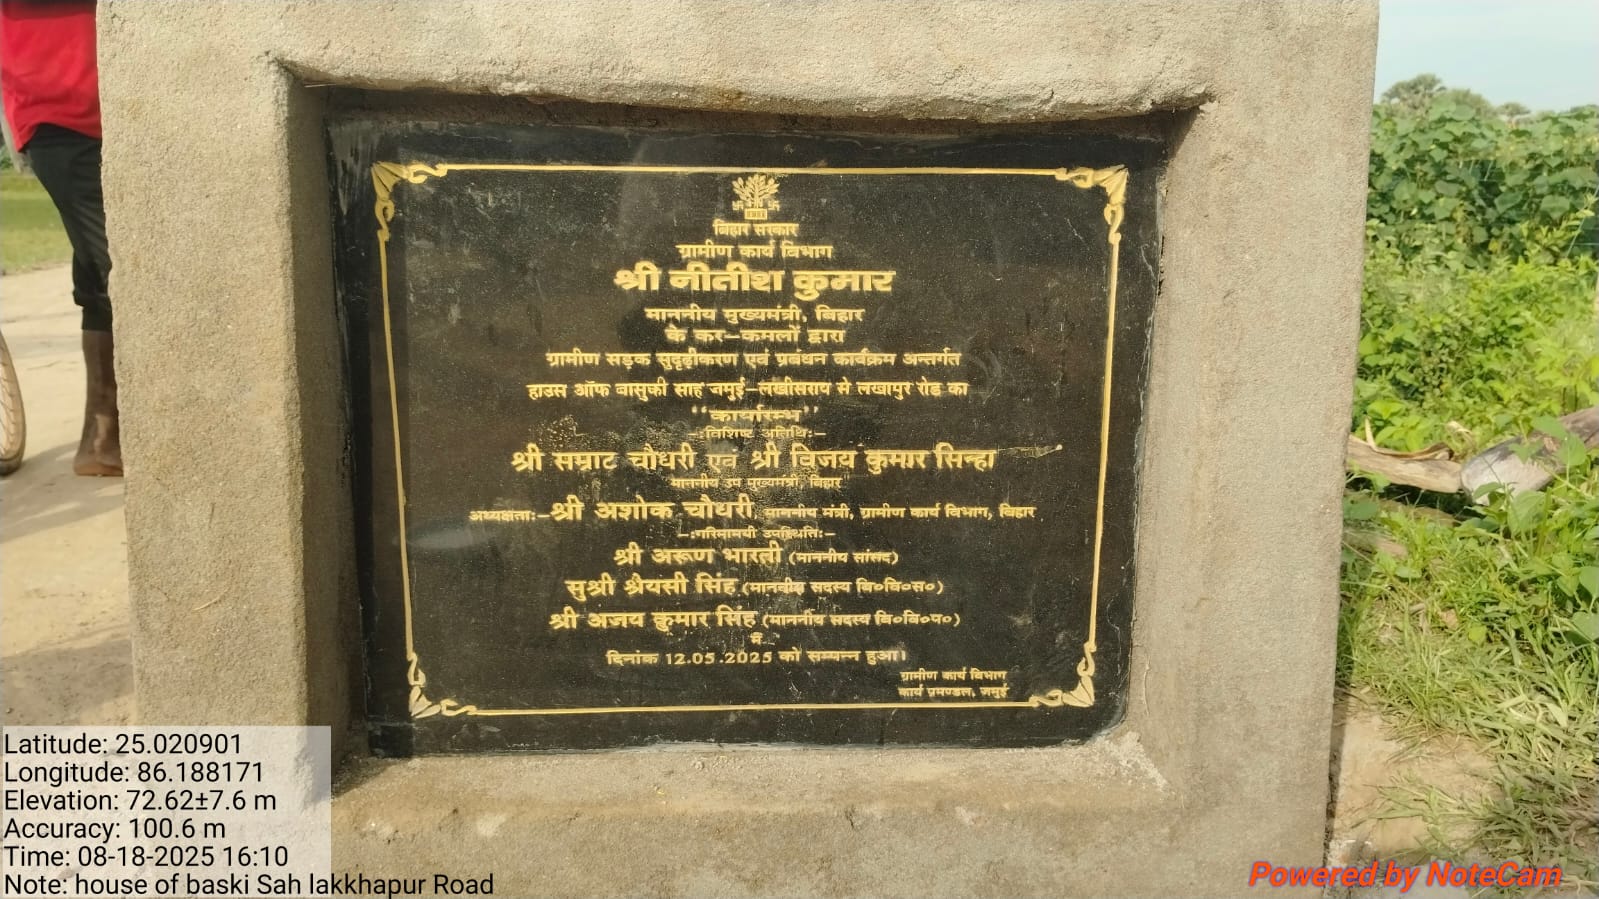 बिहार सरकार
ग्रामीण कार्य विभाग
श्री नीतीश कुमार
माननीय मुख्यमंत्री, बिहार
के कर-कमलों द्वारा
ग्रामीण सड़क सुदृढ़ीकरण एवं प्रबंधन कार्यक्रम अन्तर्गत
हाउस ऑफ बासुकी साह जमुई-लखीसराय से लखापुर रोड का
"कार्यारम्भ"
-:विशिष्ट अतिथि:-
श्री सम्राट चौधरी एवं श्री विजय कुमार सिन्हा
माननीय उप मुख्यमंत्री, बिहार
अध्यक्षता:-श्री अशोक चौधरी माननीय मंत्री, ग्रामीण कार्य विभाग, बिहार
-:गरिमामयी उपस्थिति:-
श्री अरूण भारती (माननीय सांसद)
सुश्री श्रेयसी सिंह (माननीय सदस्य बि०वि०स०)
श्री अजय कुमार सिंह (माननीय सदस्य बि०वि०प०)
में
दिनांक 12.05.2025 को सम्पन्न हुआ।
ग्रामीण कार्य विभाग
कार्य प्रमण्डल, जमुई
Latitude: 25.020901
Longitude: 86.188171
Elevation: 72.62±7.6 m
Accuracy: 100.6 m
Time: 08-18-2025 16:10
Note: house of baski Sah lakkhapur Road
Powered by NoteCam